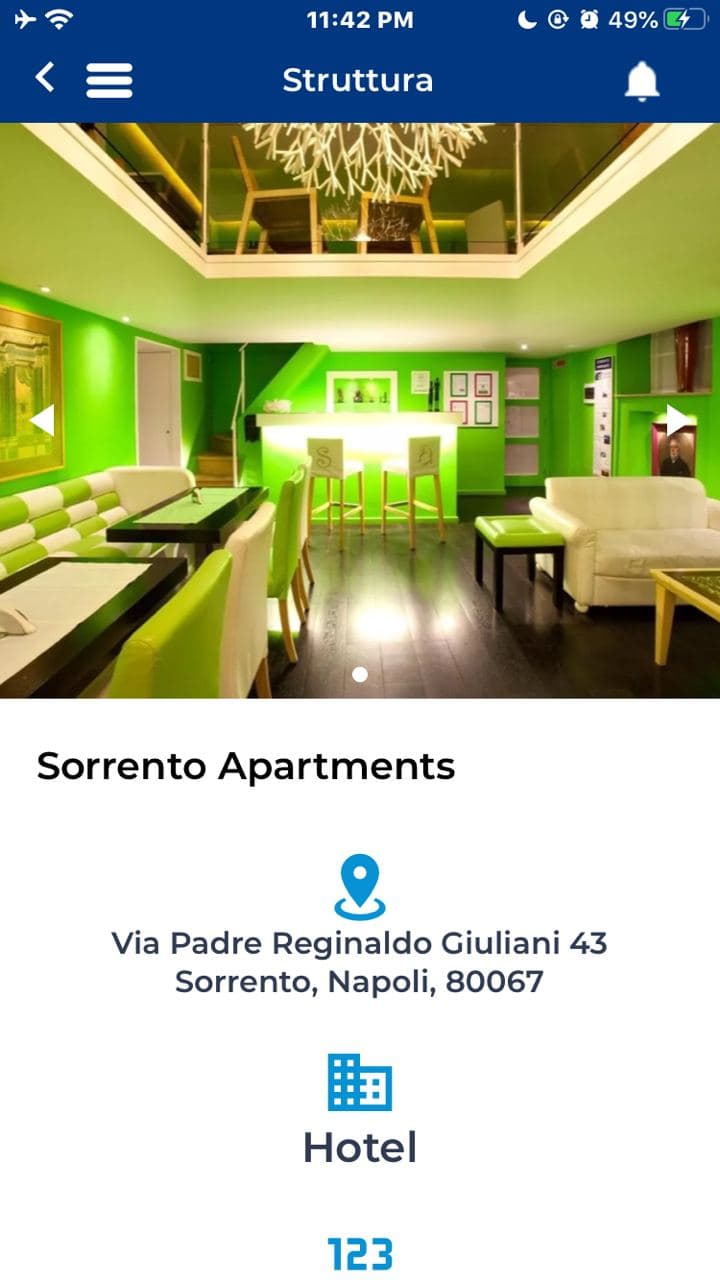 11:42 PM
49%
Struttura
S
Sorrento Apartments
Via Padre Reginaldo Giuliani 43
Sorrento, Napoli, 80067
Hotel
123